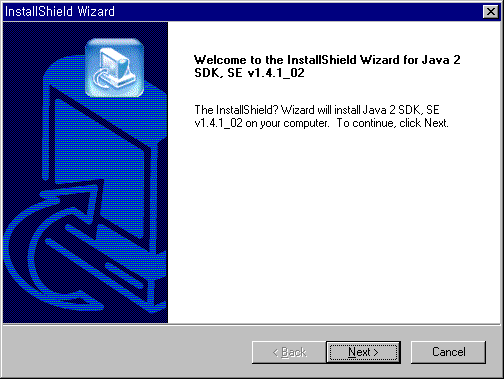 InstallShield Wizard
Welcome to the InstallShield Wizard for Java 2
SDK, SE v1.4.1_02
The InstallShield? Wizard will install Java 2 SDK, SE
v1.4.1_02 on your computer.  To continue, click Next.
< Back
Next >
Cancel